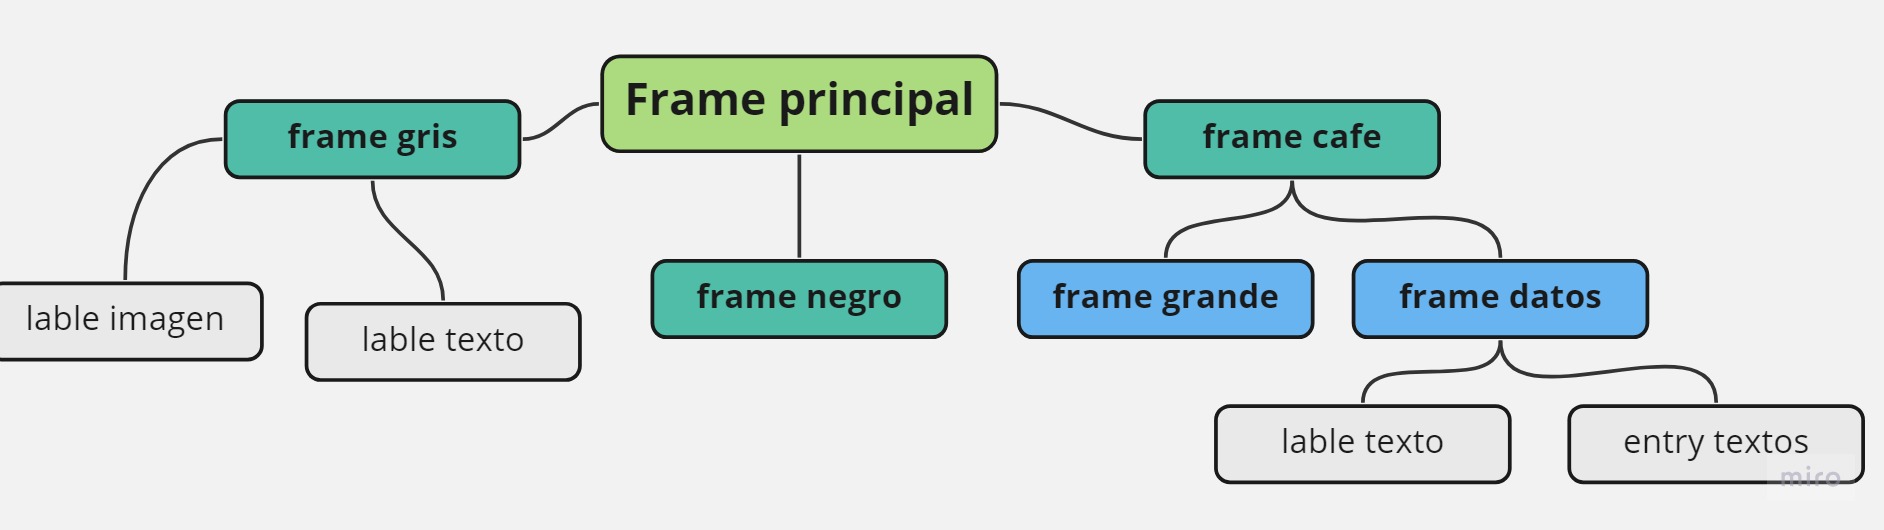 Frame principal
frame gris
frame cafe
lable imagen
lable texto
frame negro
frame grande
frame datos
lable texto
entry textos
miro